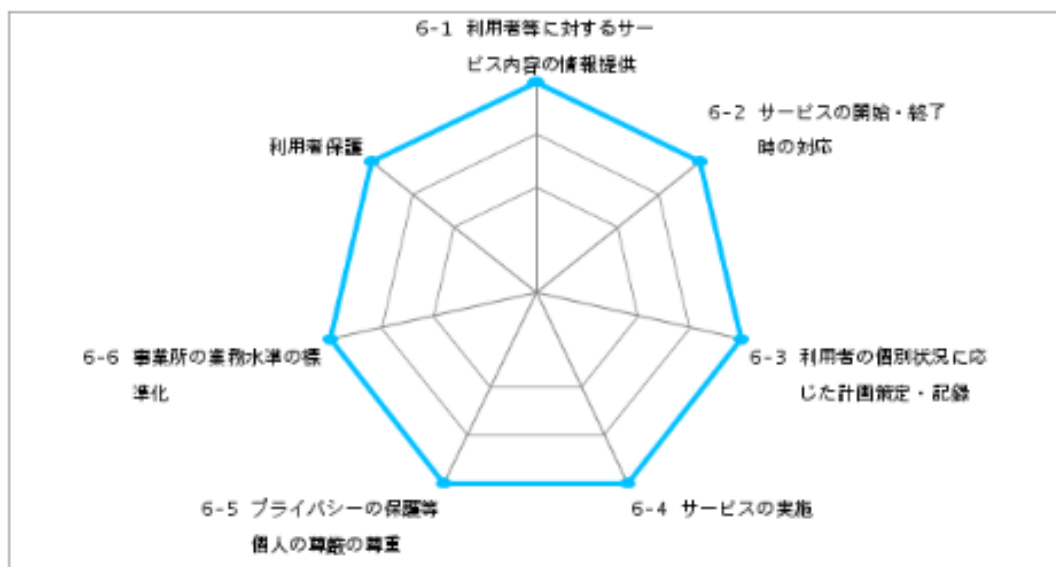 6-1 利用者等に対するサー
ビス内容の情報提供
6-2 サービスの開始・終了
時の対応
利用者保護
6-3 利用者の個別状況に応
じた計画策定・記録
6-6 事業所の業務水準の標
準化
6-5 プライバシーの保護等
個人の尊厳の尊重
6-4 サービスの実施